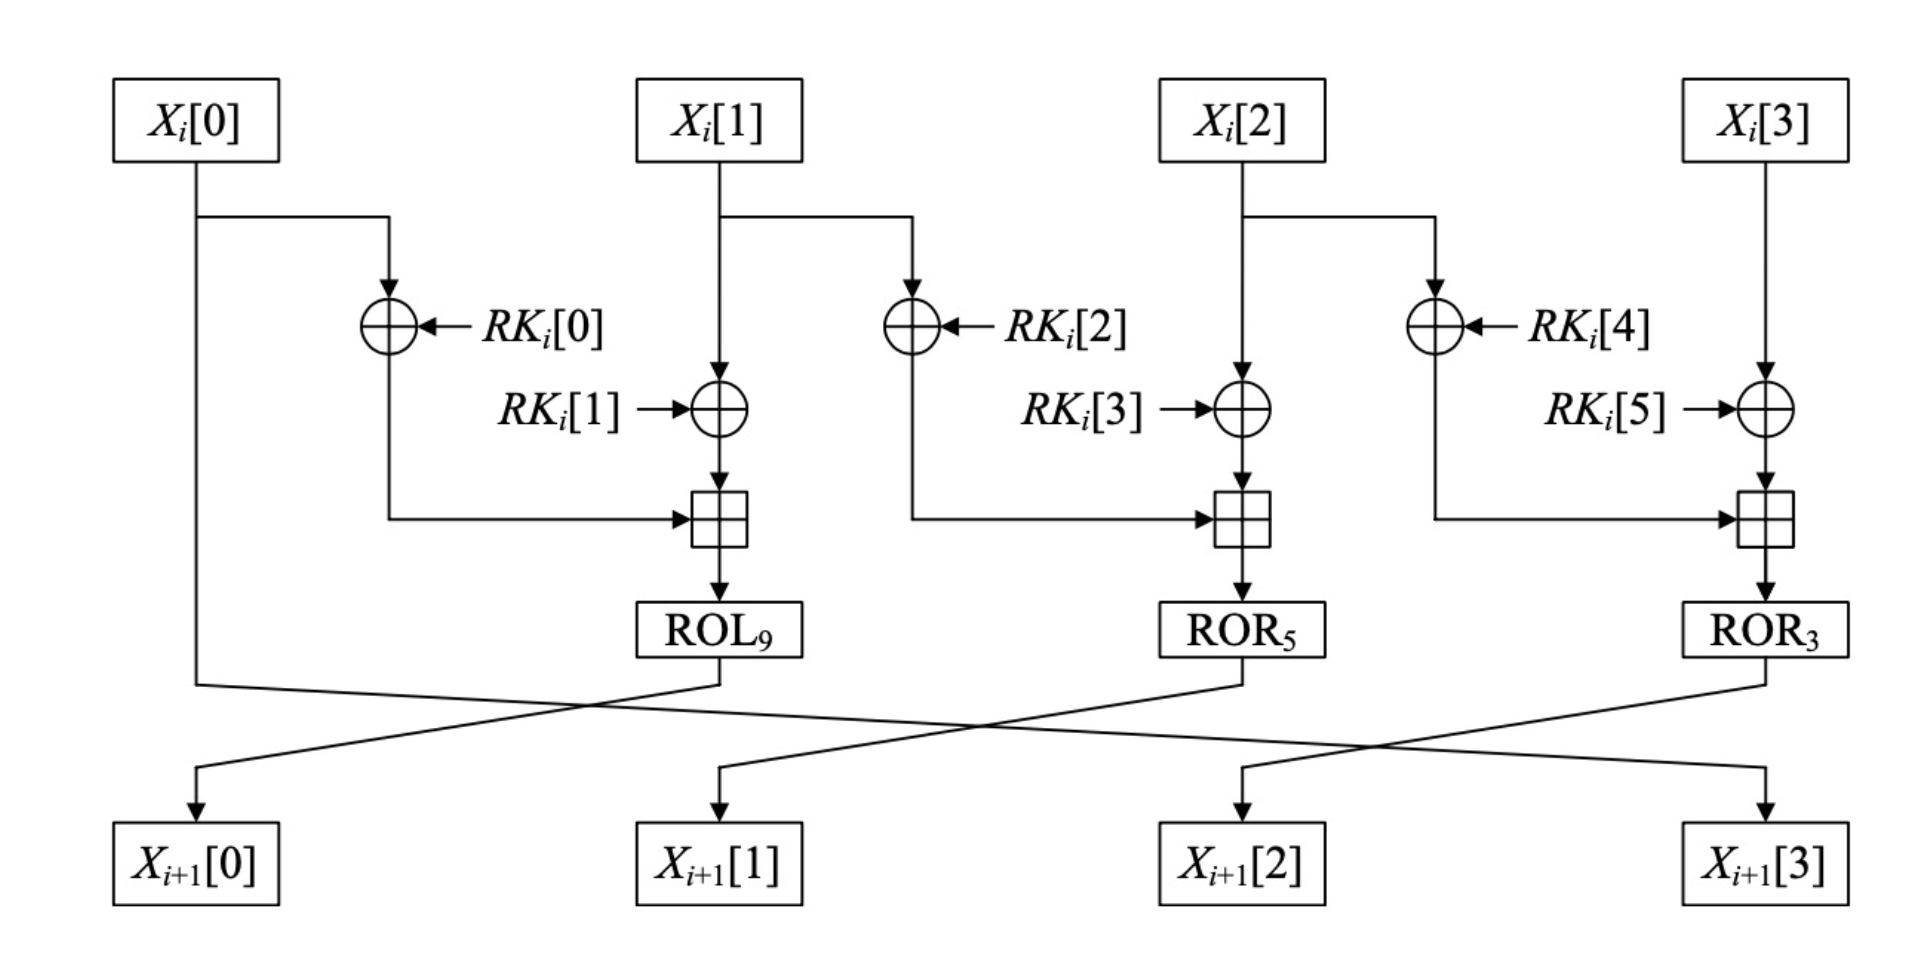 Xᵢ[0] Xᵢ[1] Xᵢ[2] Xᵢ[3]
RKᵢ[0] RKᵢ[2] RKᵢ[4]
RKᵢ[1] RKᵢ[3] RKᵢ[5]
ROL₉ ROR₅ ROR₃
Xᵢ₊₁[0] Xᵢ₊₁[1] Xᵢ₊₁[2] Xᵢ₊₁[3]